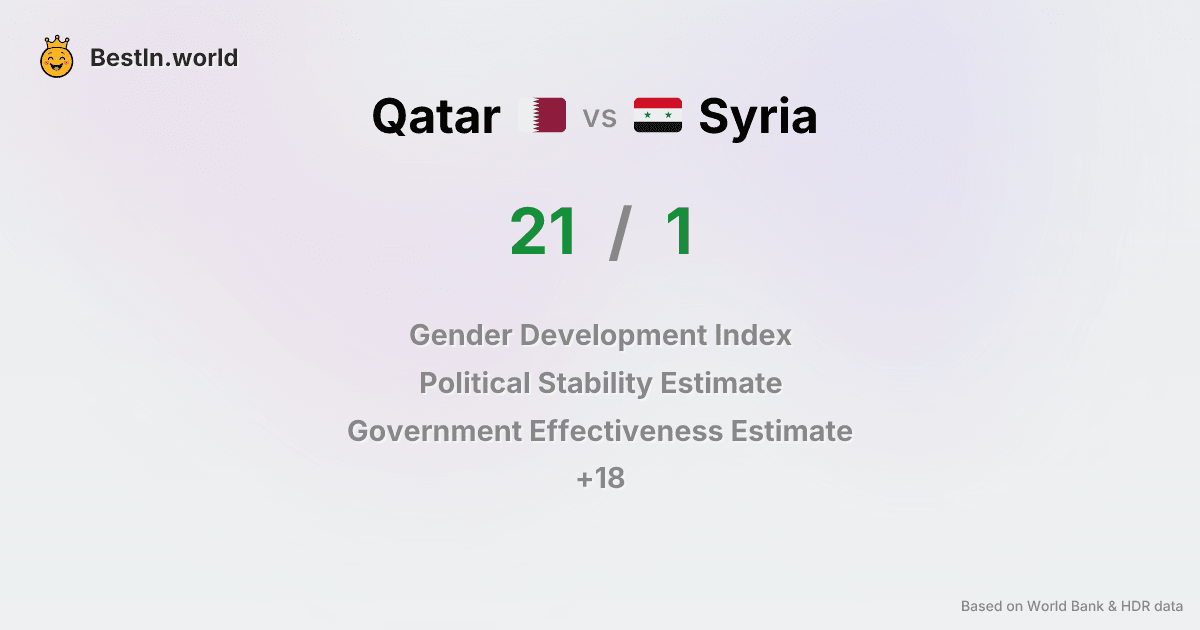 BestIn.world
Qatar vs Syria
21 / 1
Gender Development Index
Political Stability Estimate
Government Effectiveness Estimate
+18
Based on World Bank & HDR data